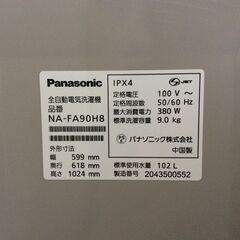 Panasonic
全自動電気洗濯機
品番
NA-FA90H8
外形寸法
幅 599 mm
奥行 618 mm
高さ 1024 mm
IPX4
JET
定格電圧 100 V ~
定格周波数 50/60 Hz
最大消費電力 380 W
標準洗濯容量 9.0 kg
パナソニック株式会社
中国製
標準使用水量 102 L
製造番号 2043500552